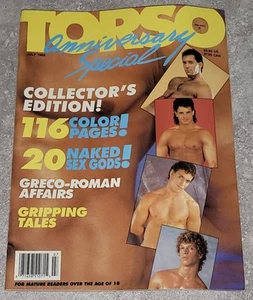 TORSO
anniversary
Special
COLLECTOR'S
EDITION!
116 COLOR
PAGES!
20 NAKED
SEX GODS!
GRECO-ROMAN
AFFAIRS
GRIPPING
TALES
FOR MATURE READERS OVER THE AGE OF 18